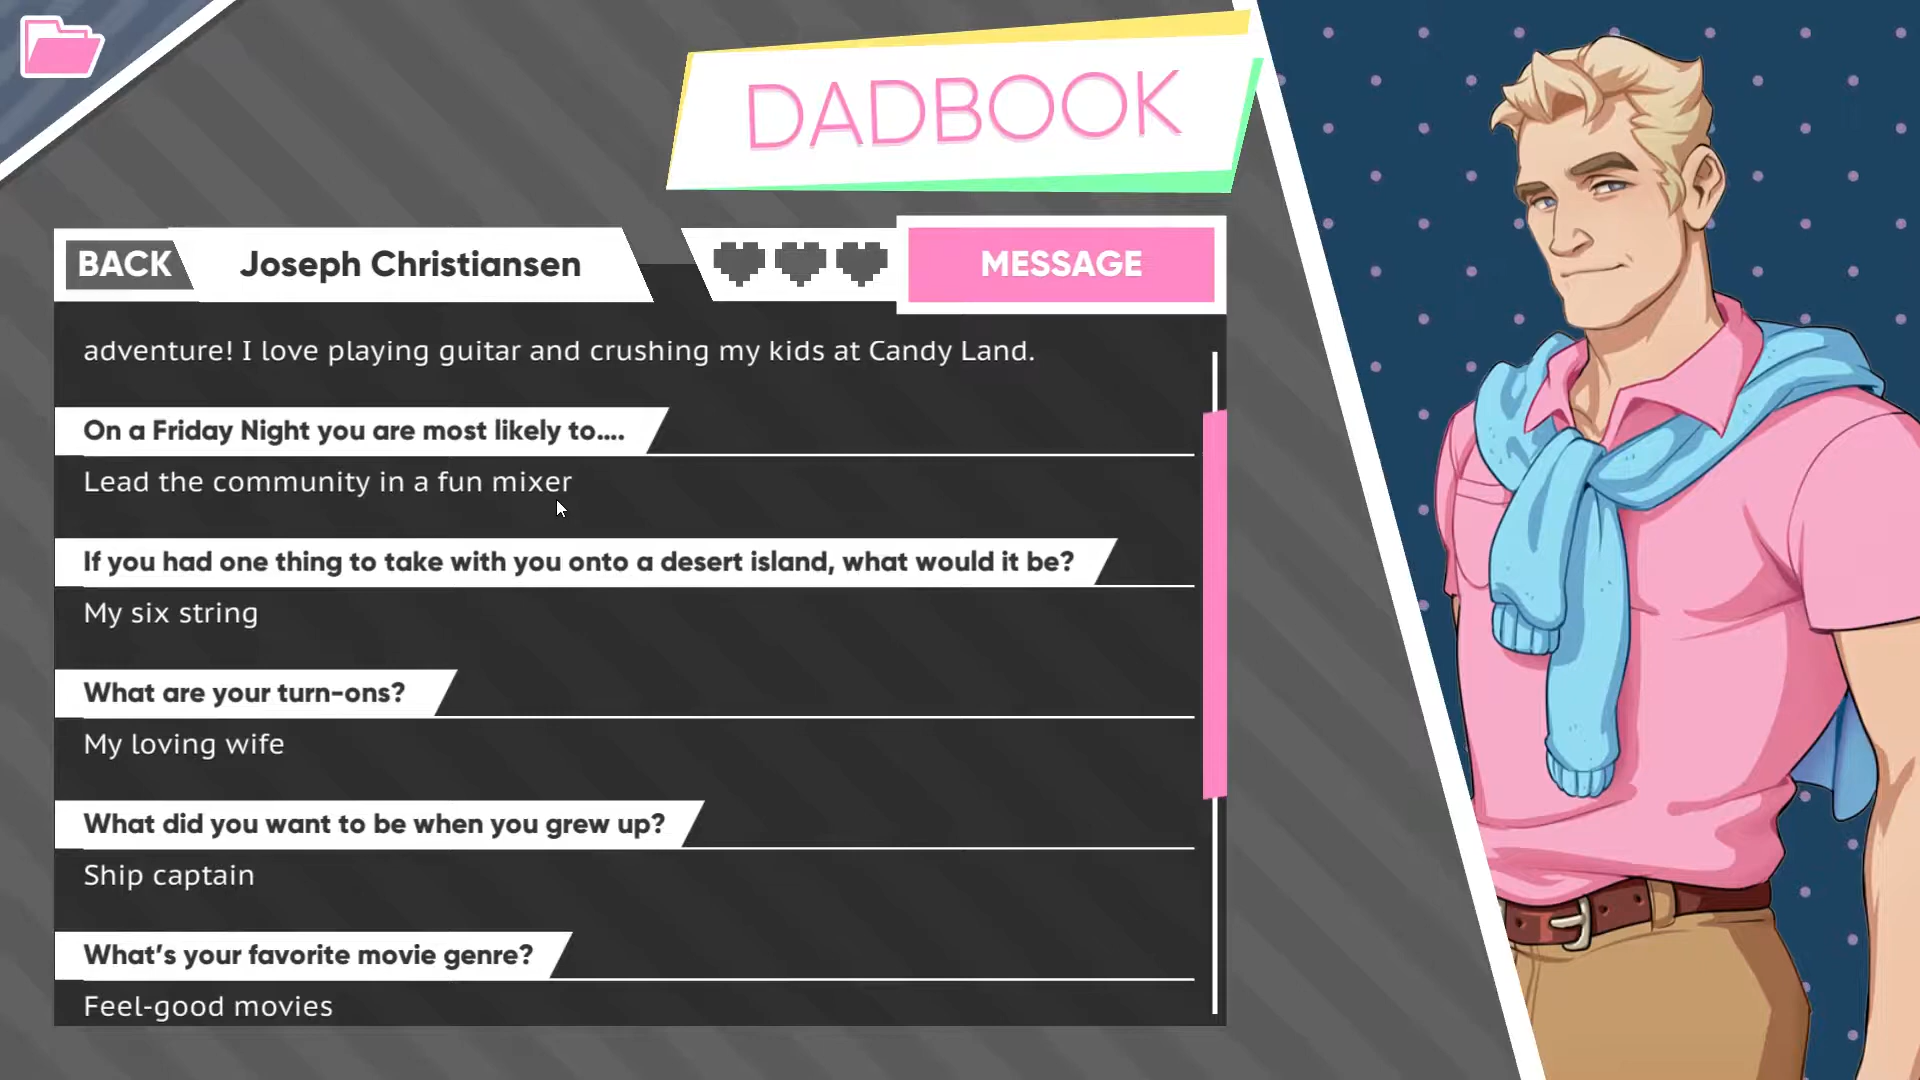 DADBOOK
BACK
Joseph Christiansen
MESSAGE
adventure! I love playing guitar and crushing my kids at Candy Land.
On a Friday Night you are most likely to....
Lead the community in a fun mixer
If you had one thing to take with you onto a desert island, what would it be?
My six string
What are your turn-ons?
My loving wife
What did you want to be when you grew up?
Ship captain
What's your favorite movie genre?
Feel-good movies